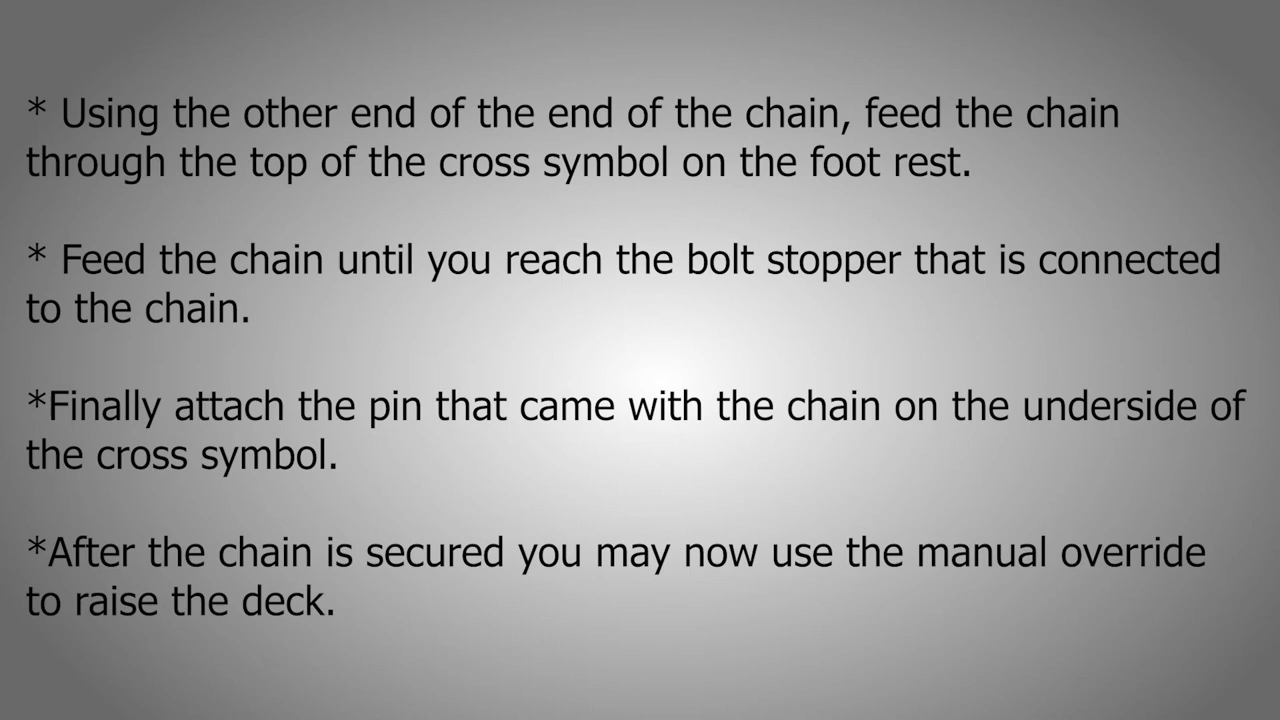 * Using the other end of the end of the chain, feed the chain
through the top of the cross symbol on the foot rest.
* Feed the chain until you reach the bolt stopper that is connected
to the chain.
*Finally attach the pin that came with the chain on the underside of
the cross symbol.
*After the chain is secured you may now use the manual override
to raise the deck.